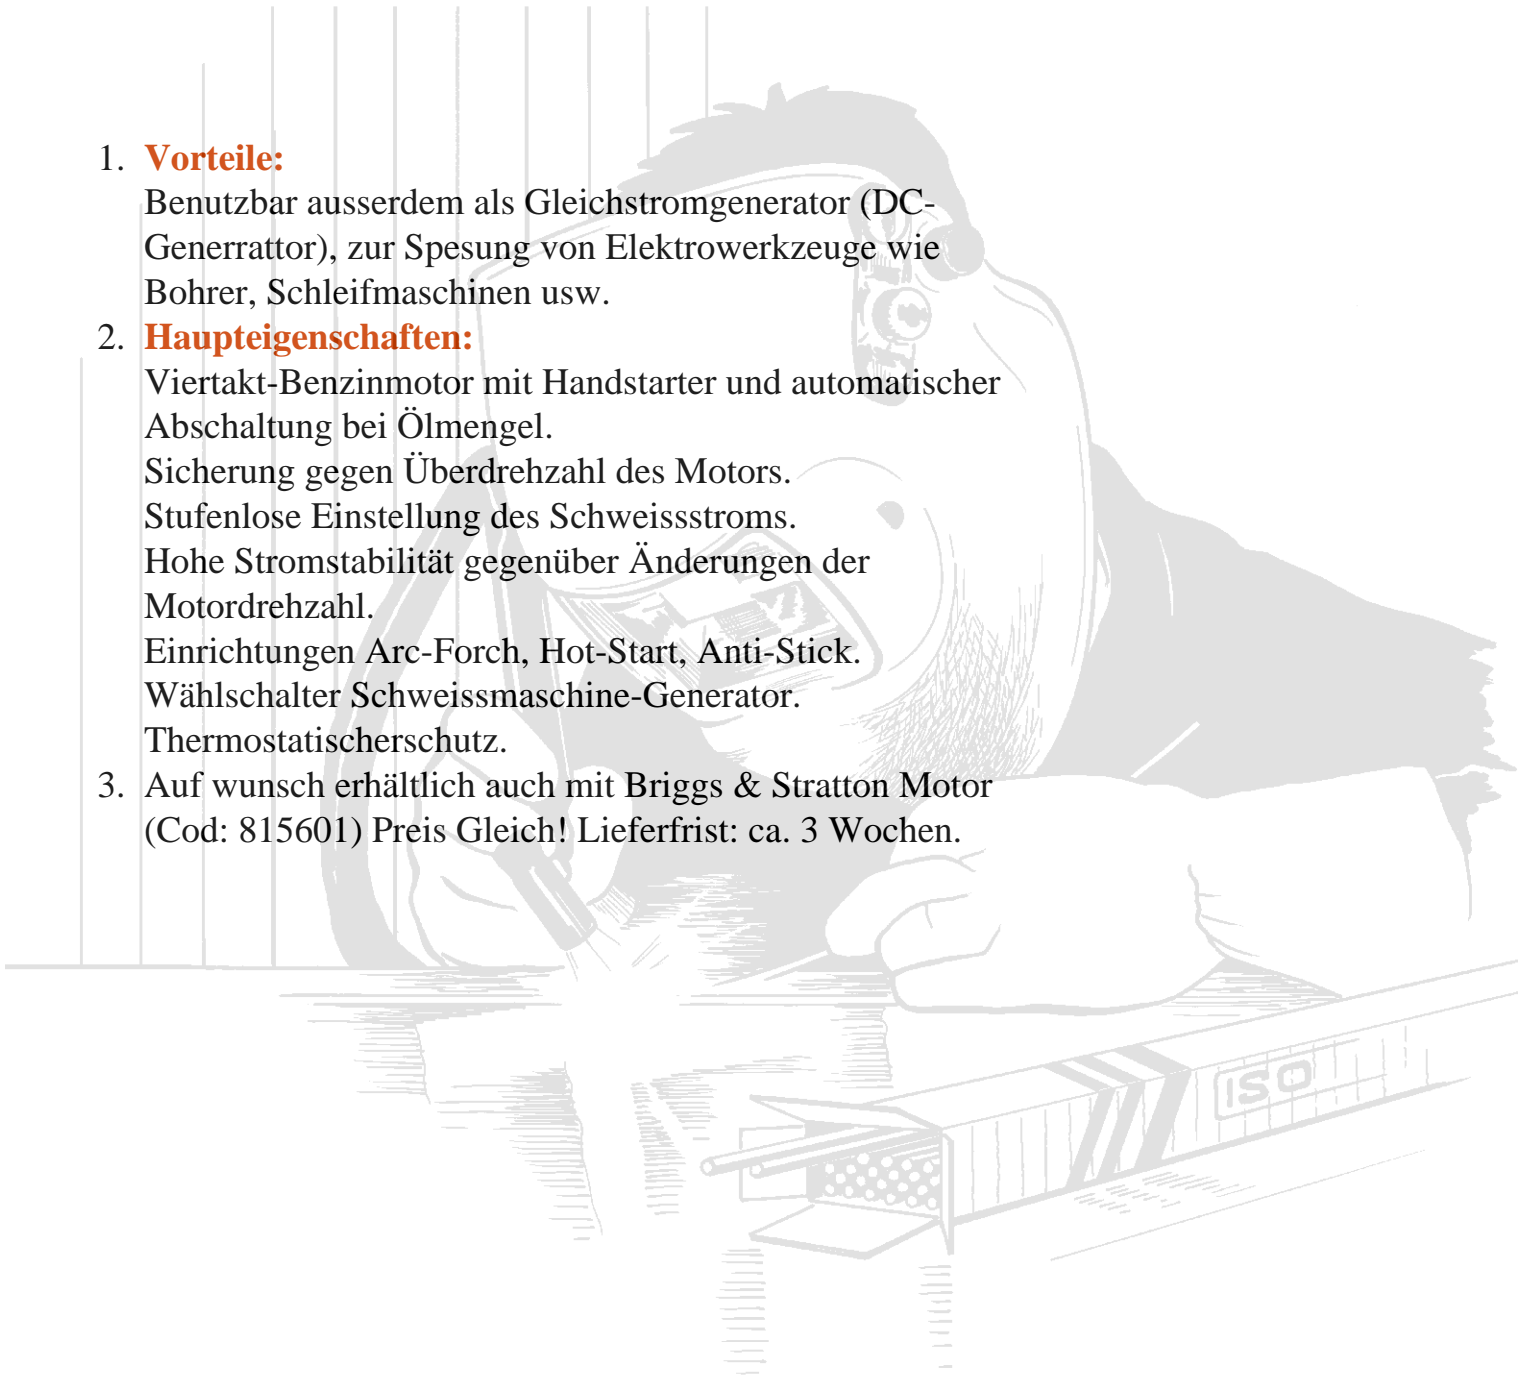 1. Vorteile:
Benutzbar ausserdem als Gleichstromgenerator (DC-
Generrattor), zur Spesung von Elektrowerkzeuge wie
Bohrer, Schleifmaschinen usw.
2. Haupteigenschaften:
Viertakt-Benzinmotor mit Handstarter und automatischer
Abschaltung bei Ölmengel.
Sicherung gegen Überdrehzahl des Motors.
Stufenlose Einstellung des Schweissstroms.
Hohe Stromstabilität gegenüber Änderungen der
Motordrehzahl.
Einrichtungen Arc-Forch, Hot-Start, Anti-Stick.
Wählschalter Schweissmaschine-Generator.
Thermostatischerschutz.
3. Auf wunsch erhältlich auch mit Briggs & Stratton Motor
(Cod: 815601) Preis Gleich! Lieferfrist: ca. 3 Wochen.
ISO